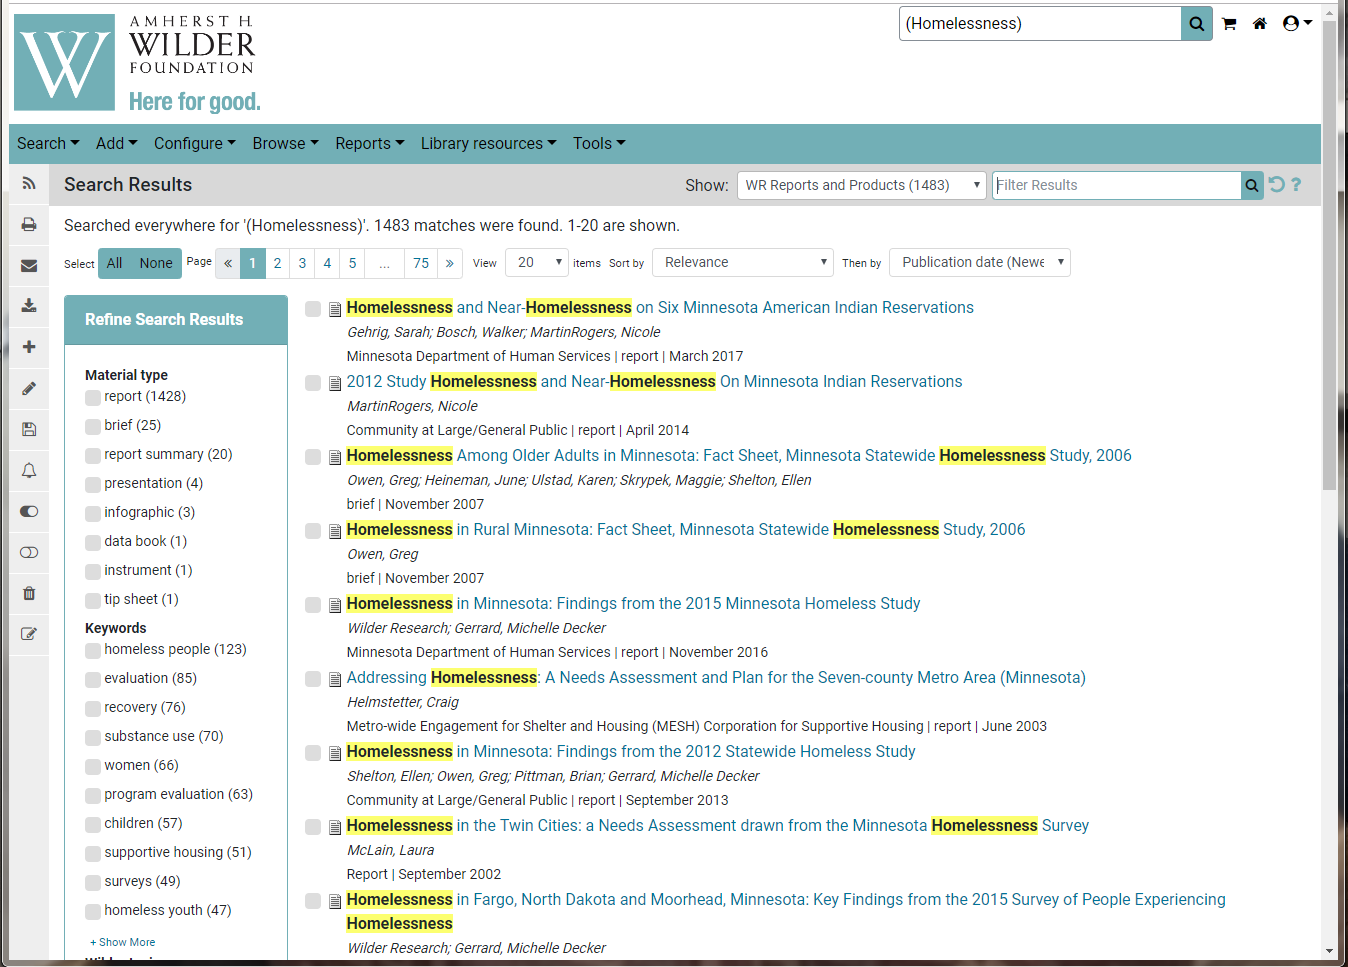 AMHERST H.
WILDER
FOUNDATION
Here for good.
(Homelessness)
Search Add Configure Browse Reports Library resources Tools
Search Results
Show: WR Reports and Products (1483) Filter Results ?
Searched everywhere for '(Homelessness)'. 1483 matches were found. 1-20 are shown.
Select All None Page « 1 2 3 4 5 ... 75 » View 20 items Sort by Relevance Then by Publication date (Newe
Refine Search Results
Material type
report (1428)
brief (25)
report summary (20)
presentation (4)
infographic (3)
data book (1)
instrument (1)
tip sheet (1)
Keywords
homeless people (123)
evaluation (85)
recovery (76)
substance use (70)
women (66)
program evaluation (63)
children (57)
supportive housing (51)
surveys (49)
homeless youth (47)
+ Show More
Homelessness and Near-Homelessness on Six Minnesota American Indian Reservations
Gehrig, Sarah; Bosch, Walker; MartinRogers, Nicole
Minnesota Department of Human Services | report | March 2017
2012 Study Homelessness and Near-Homelessness On Minnesota Indian Reservations
MartinRogers, Nicole
Community at Large/General Public | report | April 2014
Homelessness Among Older Adults in Minnesota: Fact Sheet, Minnesota Statewide Homelessness Study, 2006
Owen, Greg; Heineman, June; Ulstad, Karen; Skrypek, Maggie; Shelton, Ellen
brief | November 2007
Homelessness in Rural Minnesota: Fact Sheet, Minnesota Statewide Homelessness Study, 2006
Owen, Greg
brief | November 2007
Homelessness in Minnesota: Findings from the 2015 Minnesota Homeless Study
Wilder Research; Gerrard, Michelle Decker
Minnesota Department of Human Services | report | November 2016
Addressing Homelessness: A Needs Assessment and Plan for the Seven-county Metro Area (Minnesota)
Helmstetter, Craig
Metro-wide Engagement for Shelter and Housing (MESH) Corporation for Supportive Housing | report | June 2003
Homelessness in Minnesota: Findings from the 2012 Statewide Homeless Study
Shelton, Ellen; Owen, Greg; Pittman, Brian; Gerrard, Michelle Decker
Community at Large/General Public | report | September 2013
Homelessness in the Twin Cities: a Needs Assessment drawn from the Minnesota Homelessness Survey
McLain, Laura
Report | September 2002
Homelessness in Fargo, North Dakota and Moorhead, Minnesota: Key Findings from the 2015 Survey of People Experiencing
Homelessness
Wilder Research; Gerrard, Michelle Decker